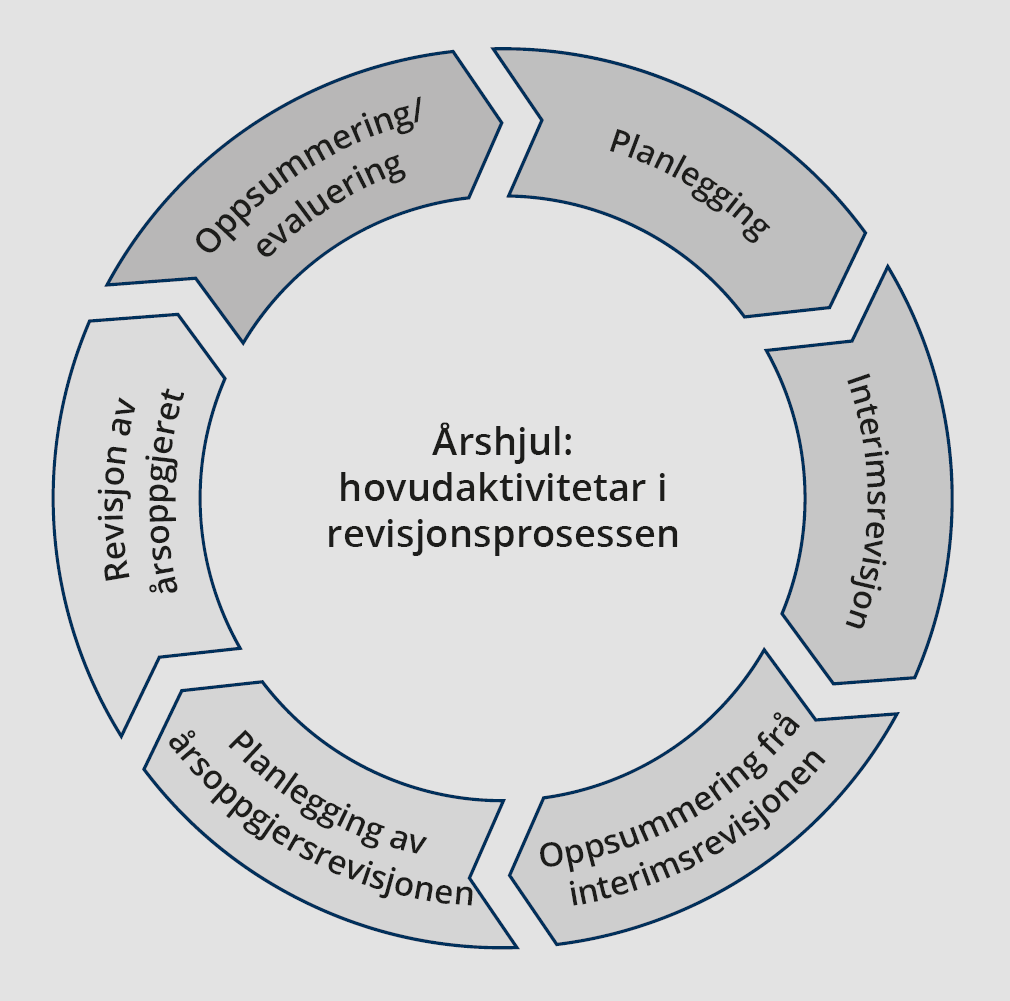 Årshjul:
hovudaktivitetar i
revisjonsprosessen
Planlegging
Interimsrevisjon
Oppsummering frå
interimsrevisjonen
Planlegging av
årsoppgjersrevisjonen
Revisjon av
årsoppgjeret
Oppsummering/
evaluering